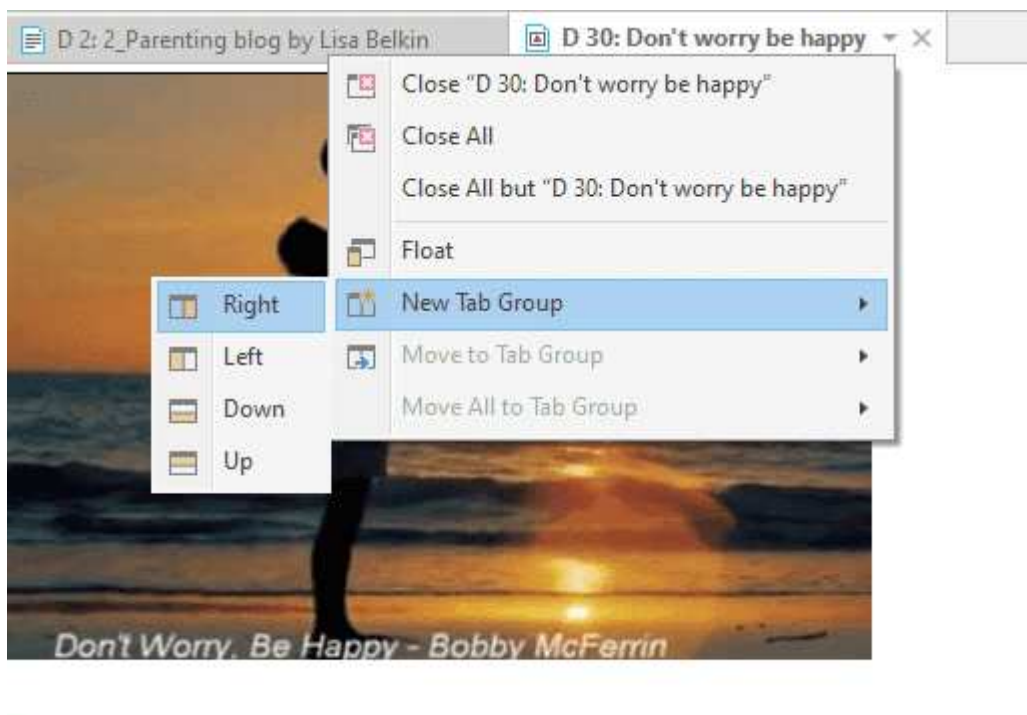 D 2: 2_Parenting blog by Lisa Belkin
D 30: Don't worry be happy
Close “D 30: Don't worry be happy”
Close All
Close All but “D 30: Don't worry be happy”
Float
New Tab Group
Move to Tab Group
Move All to Tab Group
Right
Left
Down
Up
Don't Worry, Be Happy - Bobby McFerrin